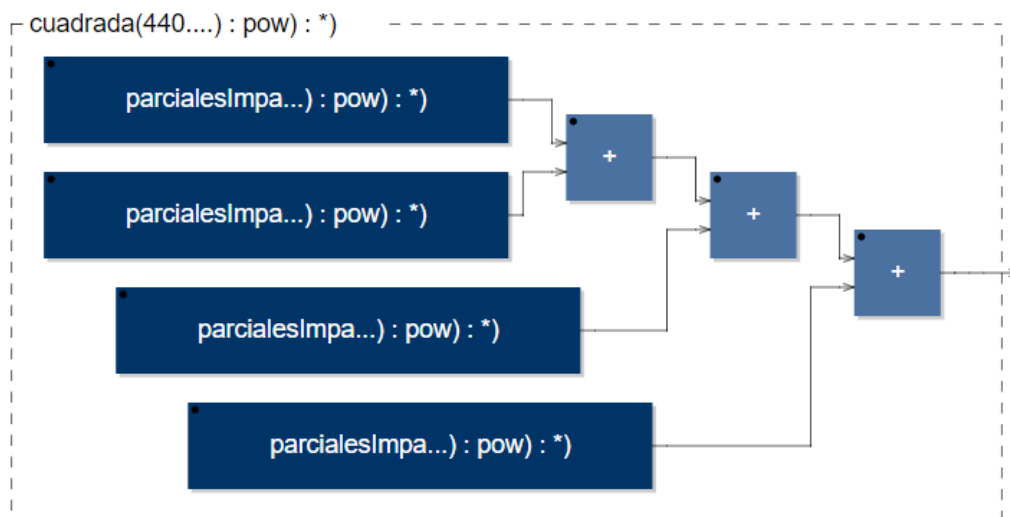 cuadrada(440....) : pow) : *)
parcialesImpa...) : pow) : *)
+
parcialesImpa...) : pow) : *)
+
+
parcialesImpa...) : pow) : *)
parcialesImpa...) : pow) : *)